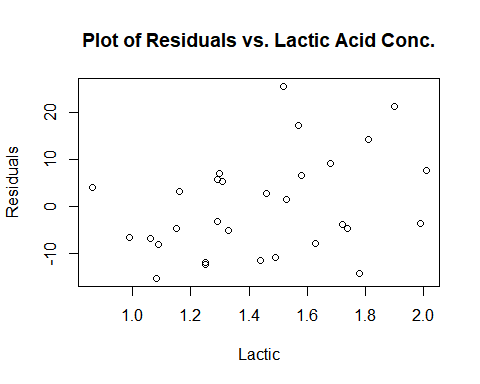 Plot of Residuals vs. Lactic Acid Conc.
Residuals
20
10
0
-10
1.0 1.2 1.4 1.6 1.8 2.0
Lactic